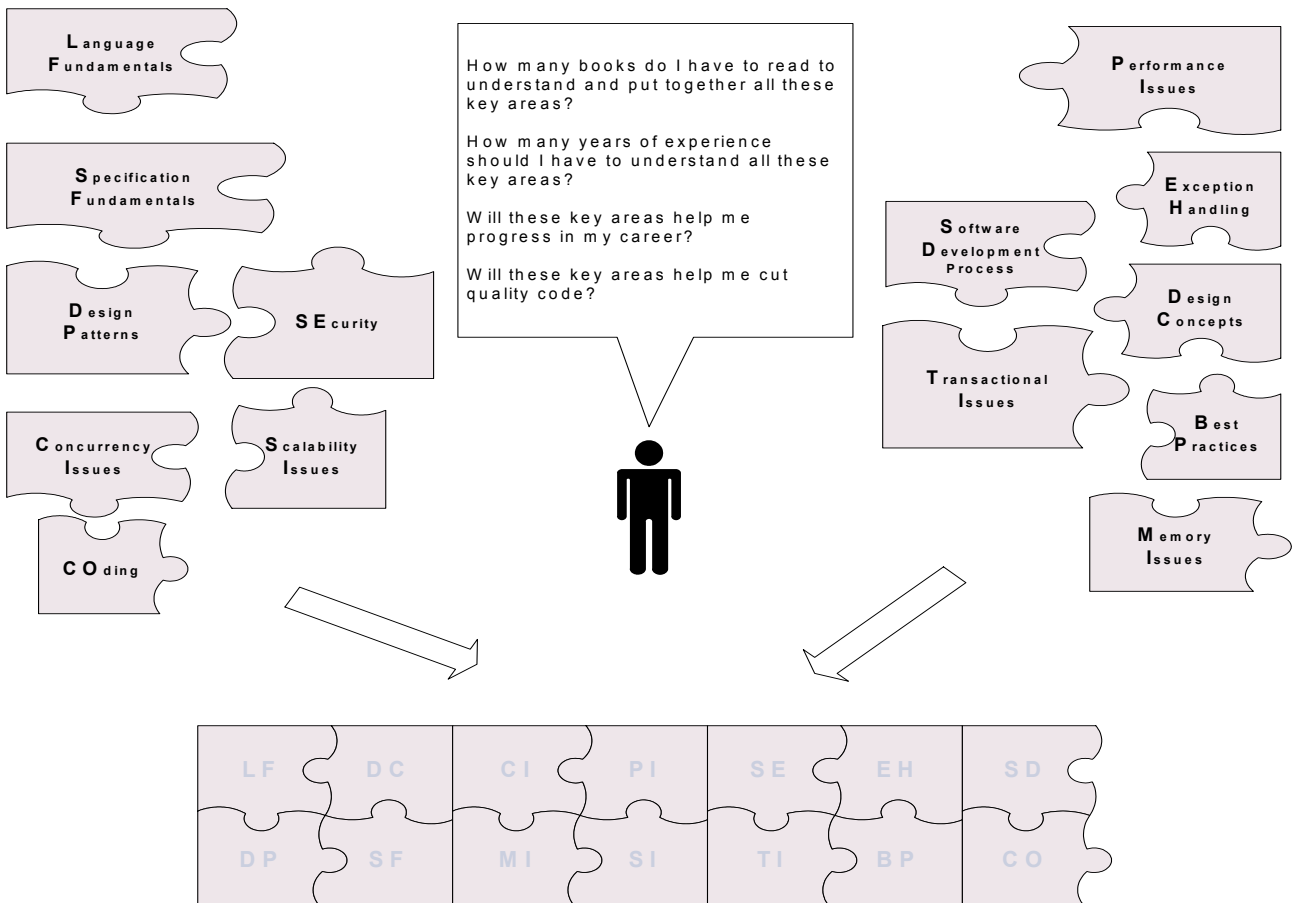 Language
Fundamentals
Specification
Fundamentals
Design
Patterns
SEcurity
Concurrency
Issues
Scalability
Issues
COding
How many books do I have to read to
understand and put together all these
key areas?
How many years of experience
should I have to understand all these
key areas?
Will these key areas help me
progress in my career?
Will these key areas help me cut
quality code?
Performance
Issues
Exception
Handling
Software
Development
Process
Design
Concepts
Transactional
Issues
Best
Practices
Memory
Issues
LF DC CI PI SE EH SD
DP SF MI SI TI BP CO